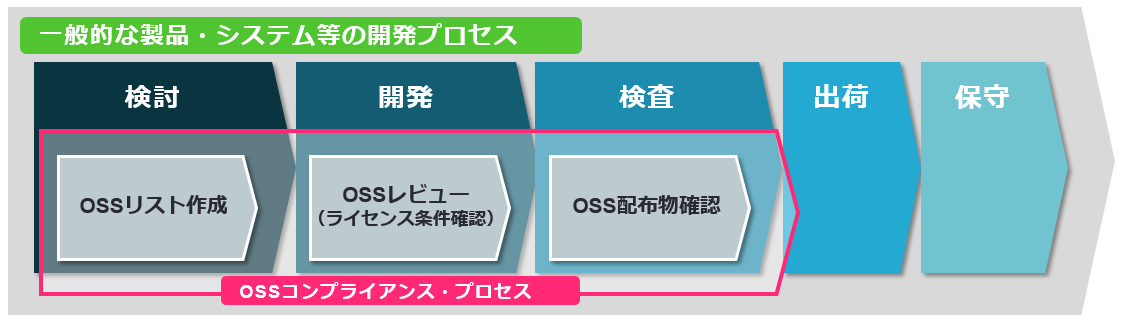 一般的な製品・システム等の開発プロセス
検討
開発
検査
出荷
保守
OSSリスト作成
OSSレビュー
（ライセンス条件確認）
OSS配布物確認
OSSコンプライアンス・プロセス